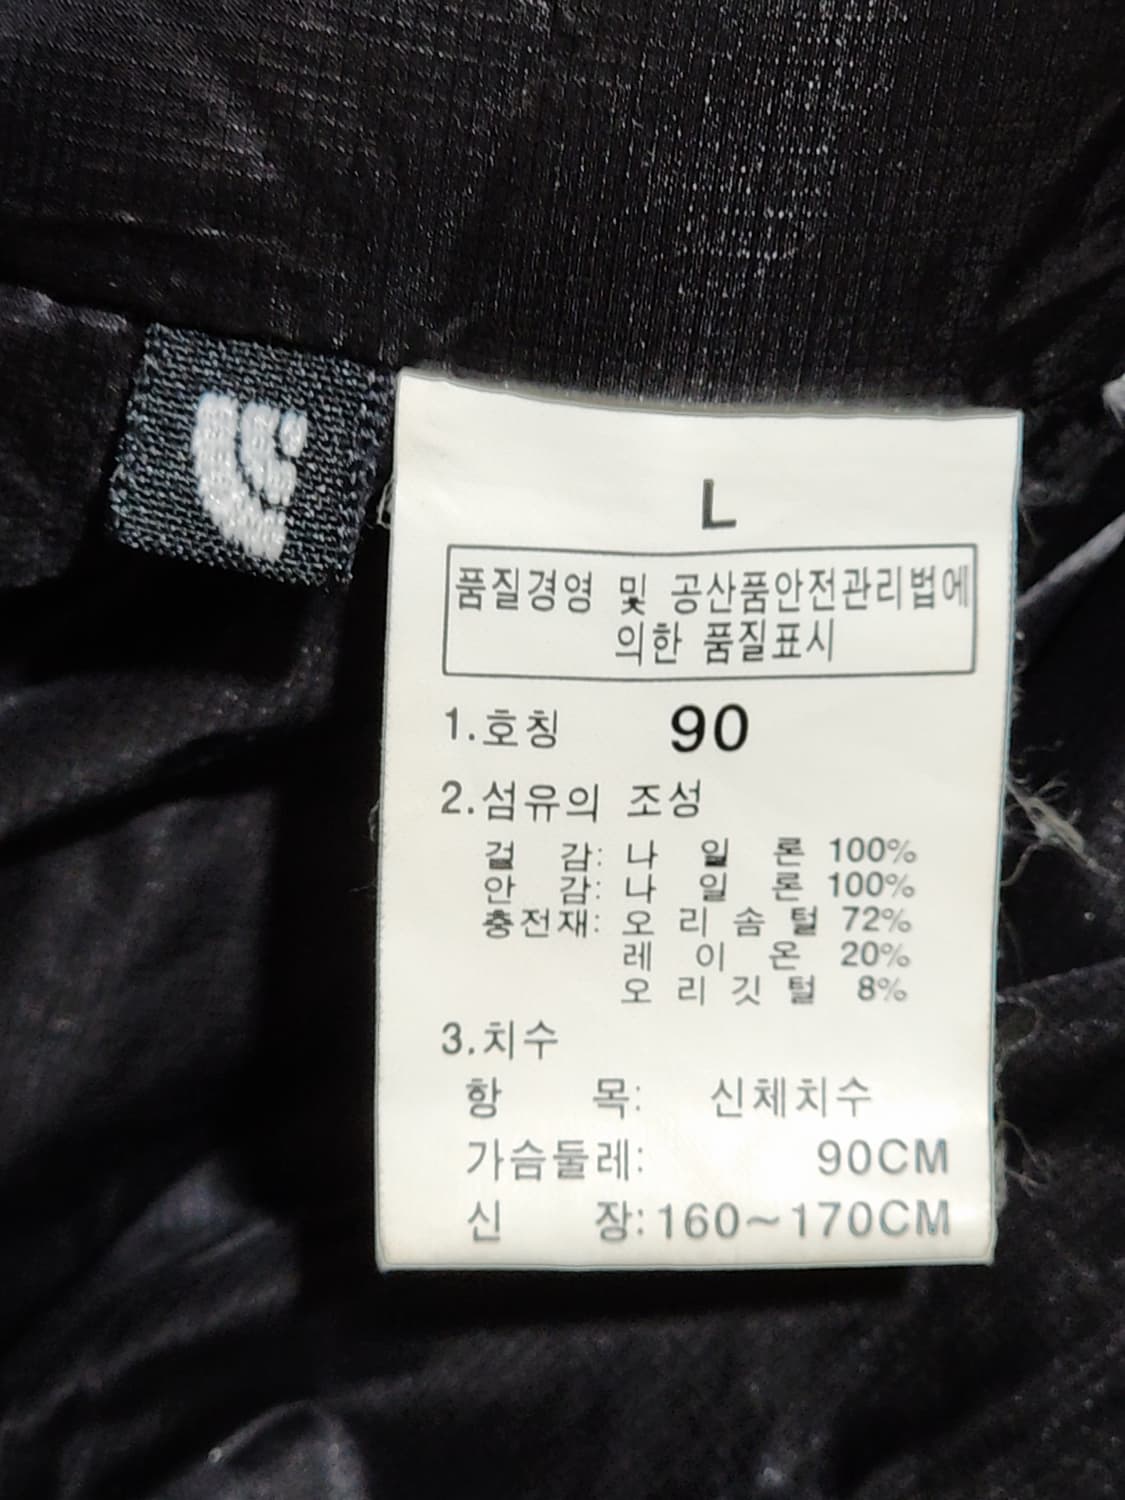 L
품질경영 및 공산품안전관리법에
의한 품질표시
1.호칭 90
2.섬유의 조성
겉 감: 나 일 론 100%
안 감: 나 일 론 100%
충전재: 오 리 솜 털 72%
레 이 온 20%
오 리 깃 털 8%
3.치수
항 목: 신체치수
가슴둘레: 90CM
신 장: 160~170CM